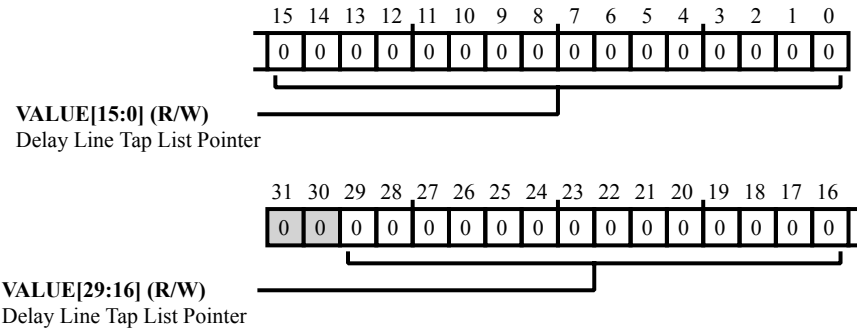 15 14 13 12 11 10 9 8 7 6 5 4 3 2 1 0
0 0 0 0 0 0 0 0 0 0 0 0 0 0 0 0
VALUE[15:0] (R/W)
Delay Line Tap List Pointer
31 30 29 28 27 26 25 24 23 22 21 20 19 18 17 16
0 0 0 0 0 0 0 0 0 0 0 0 0 0 0 0
VALUE[29:16] (R/W)
Delay Line Tap List Pointer